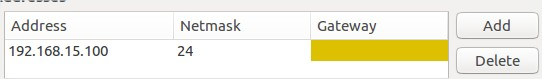 Address Netmask Gateway Add
192.168.15.100 24
Delete